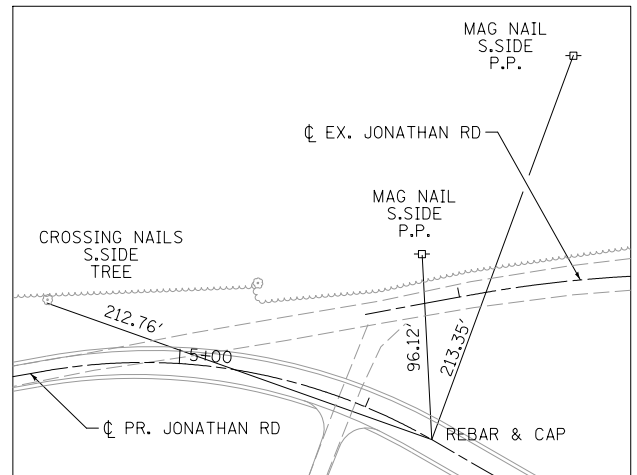 MAG NAIL
S.SIDE
P.P.
℄ EX. JONATHAN RD
MAG NAIL
S.SIDE
P.P.
CROSSING NAILS
S.SIDE
TREE
212.76'
5+00
96.12'
213.35'
℄ PR. JONATHAN RD
REBAR & CAP